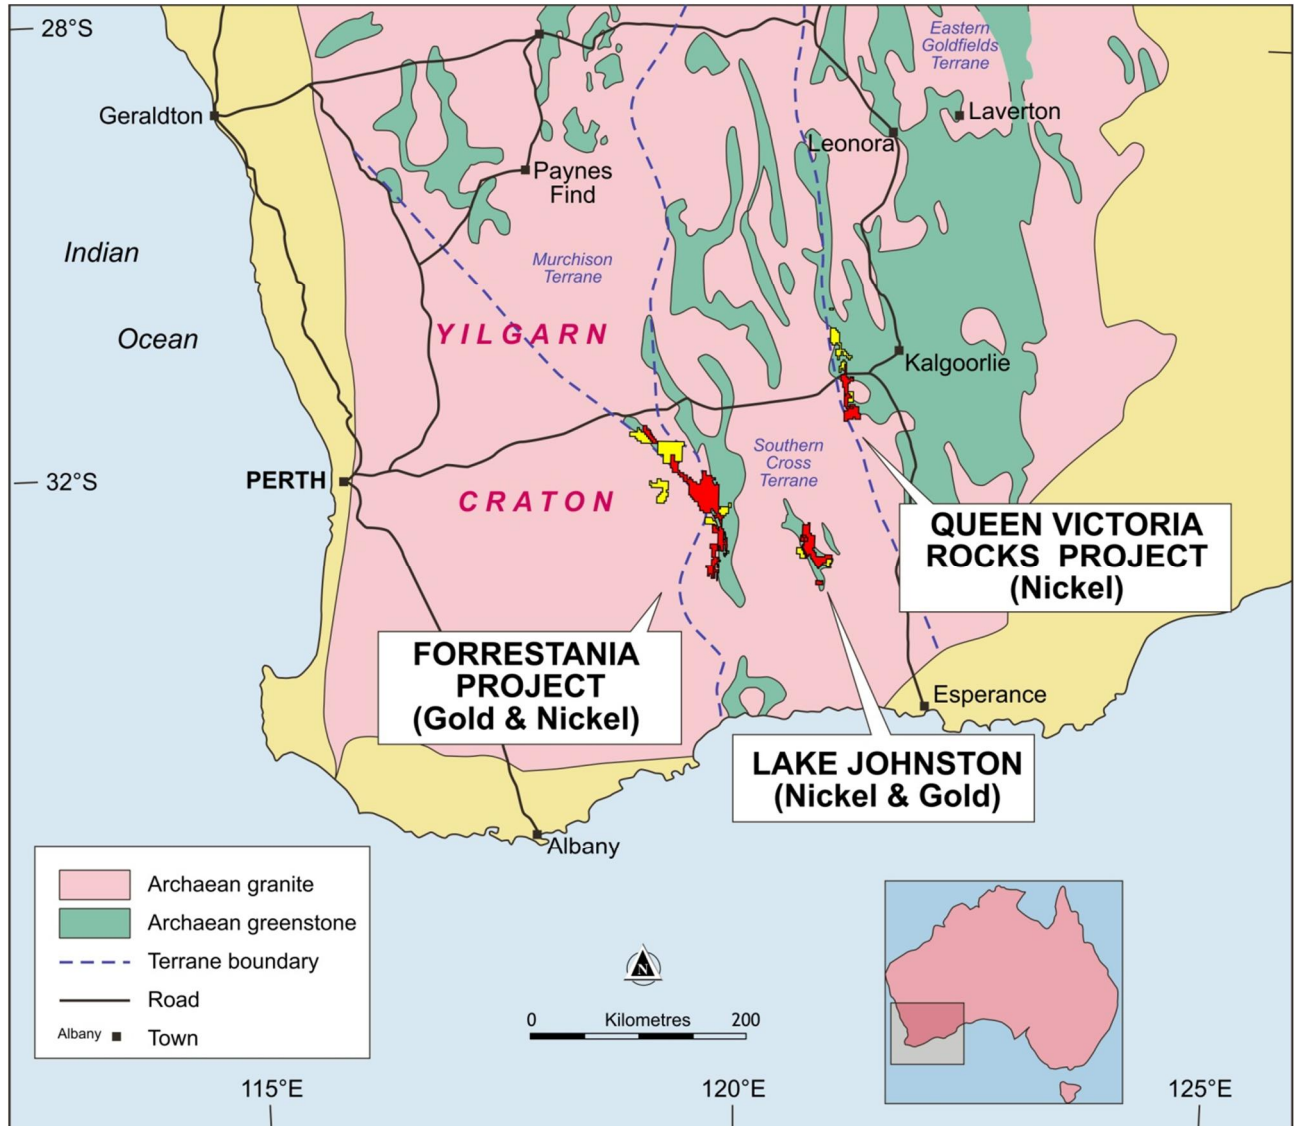 28°S
Eastern
Goldfields
Terrane
Geraldton
Laverton
Leonora
Paynes
Find
Indian
Ocean
Murchison
Terrane
YILGARN
Kalgoorlie
Southern
Cross
Terrane
PERTH
32°S
CRATON
QUEEN VICTORIA
ROCKS PROJECT
(Nickel)
FORRESTANIA
PROJECT
(Gold & Nickel)
Esperance
LAKE JOHNSTON
(Nickel & Gold)
Albany
Archaean granite
Archaean greenstone
Terrane boundary
Road
Albany Town
N
0 Kilometres 200
115°E
120°E
125°E